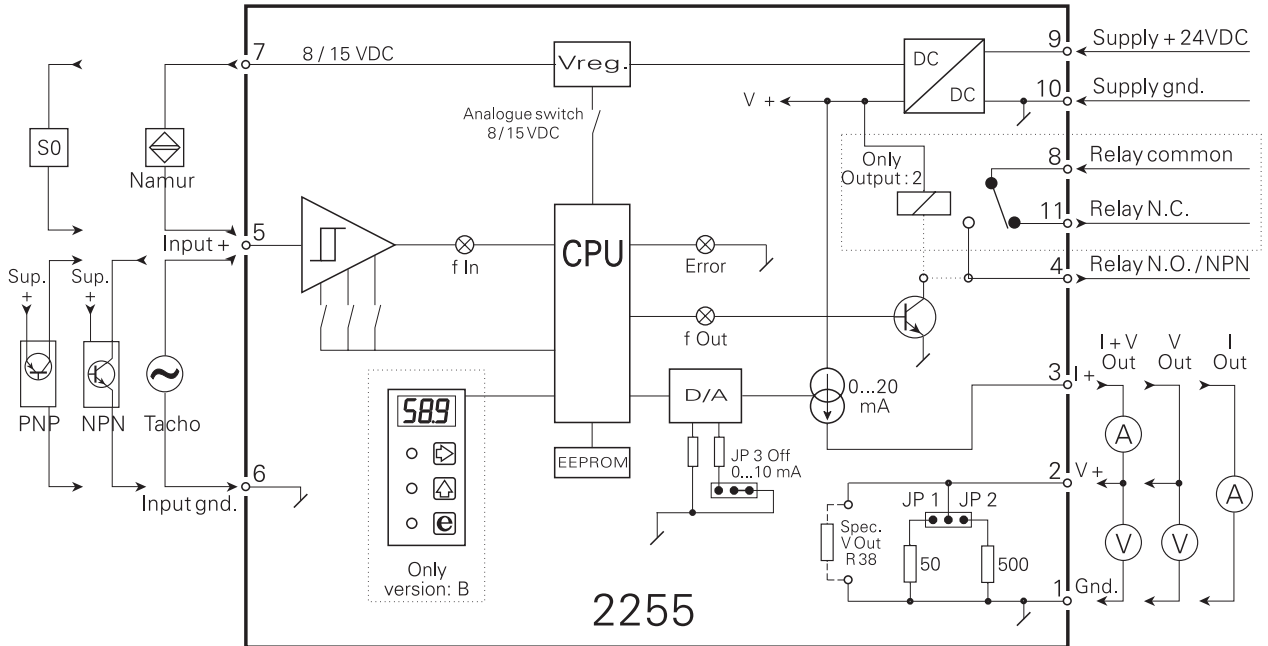 7
8 / 15 VDC
Vreg.
DC
DC
9
Supply + 24VDC
10
Supply gnd.
V +
Analogue switch
8/15VDC
S0
Namur
Only
Output : 2
8
Relay common
11
Relay N.C.
4
Relay N.O./NPN
5
Input +
f In
CPU
Error
f Out
Sup.
+
Sup.
+
PNP
NPN
Tacho
58.9
e
Only
version: B
EEPROM
D/A
JP 3 Off
0...10 mA
0...20
mA
3
I +
I + V
Out
V
Out
I
Out
A
A
V
V
2
V +
JP 1
JP 2
Spec.
V Out
R38
50
500
1
Gnd.
6
Input gnd.
2255